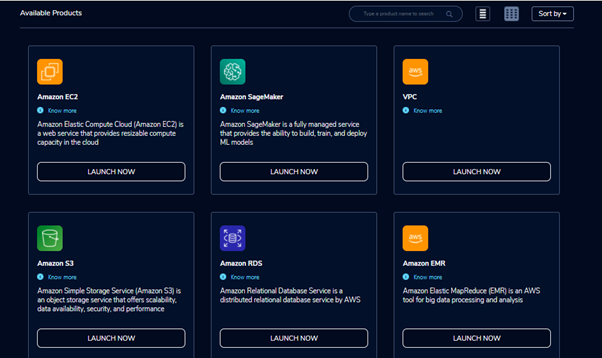 Available Products
Type a product name to search
Sort by
Amazon EC2
Know more
Amazon Elastic Compute Cloud (Amazon EC2) is
a web service that provides resizable compute
capacity in the cloud
LAUNCH NOW
Amazon SageMaker
Know more
Amazon SageMaker is a fully managed service
that provides the ability to build, train, and deploy
ML models
LAUNCH NOW
aws
VPC
Know more
LAUNCH NOW
Amazon S3
Know more
Amazon Simple Storage Service (Amazon S3) is
an object storage service that offers scalability,
data availability, security, and performance
LAUNCH NOW
Amazon RDS
Know more
Amazon Relational Database Service is a
distributed relational database service by AWS
LAUNCH NOW
aws
Amazon EMR
Know more
Amazon Elastic MapReduce (EMR) is an AWS
tool for big data processing and analysis
LAUNCH NOW